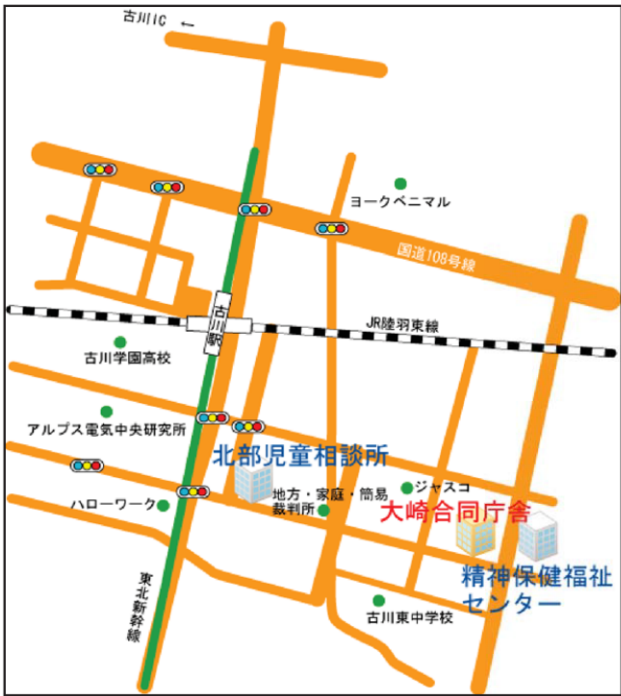 古川IC ←
ヨークベニマル
国道108号線
古川駅
JR陸羽東線
古川学園高校
アルプス電気中央研究所
北部児童相談所
ジャスコ
地方・家庭・簡易
裁判所
ハローワーク
大崎合同庁舎
精神保健福祉
センター
東北新幹線
古川東中学校